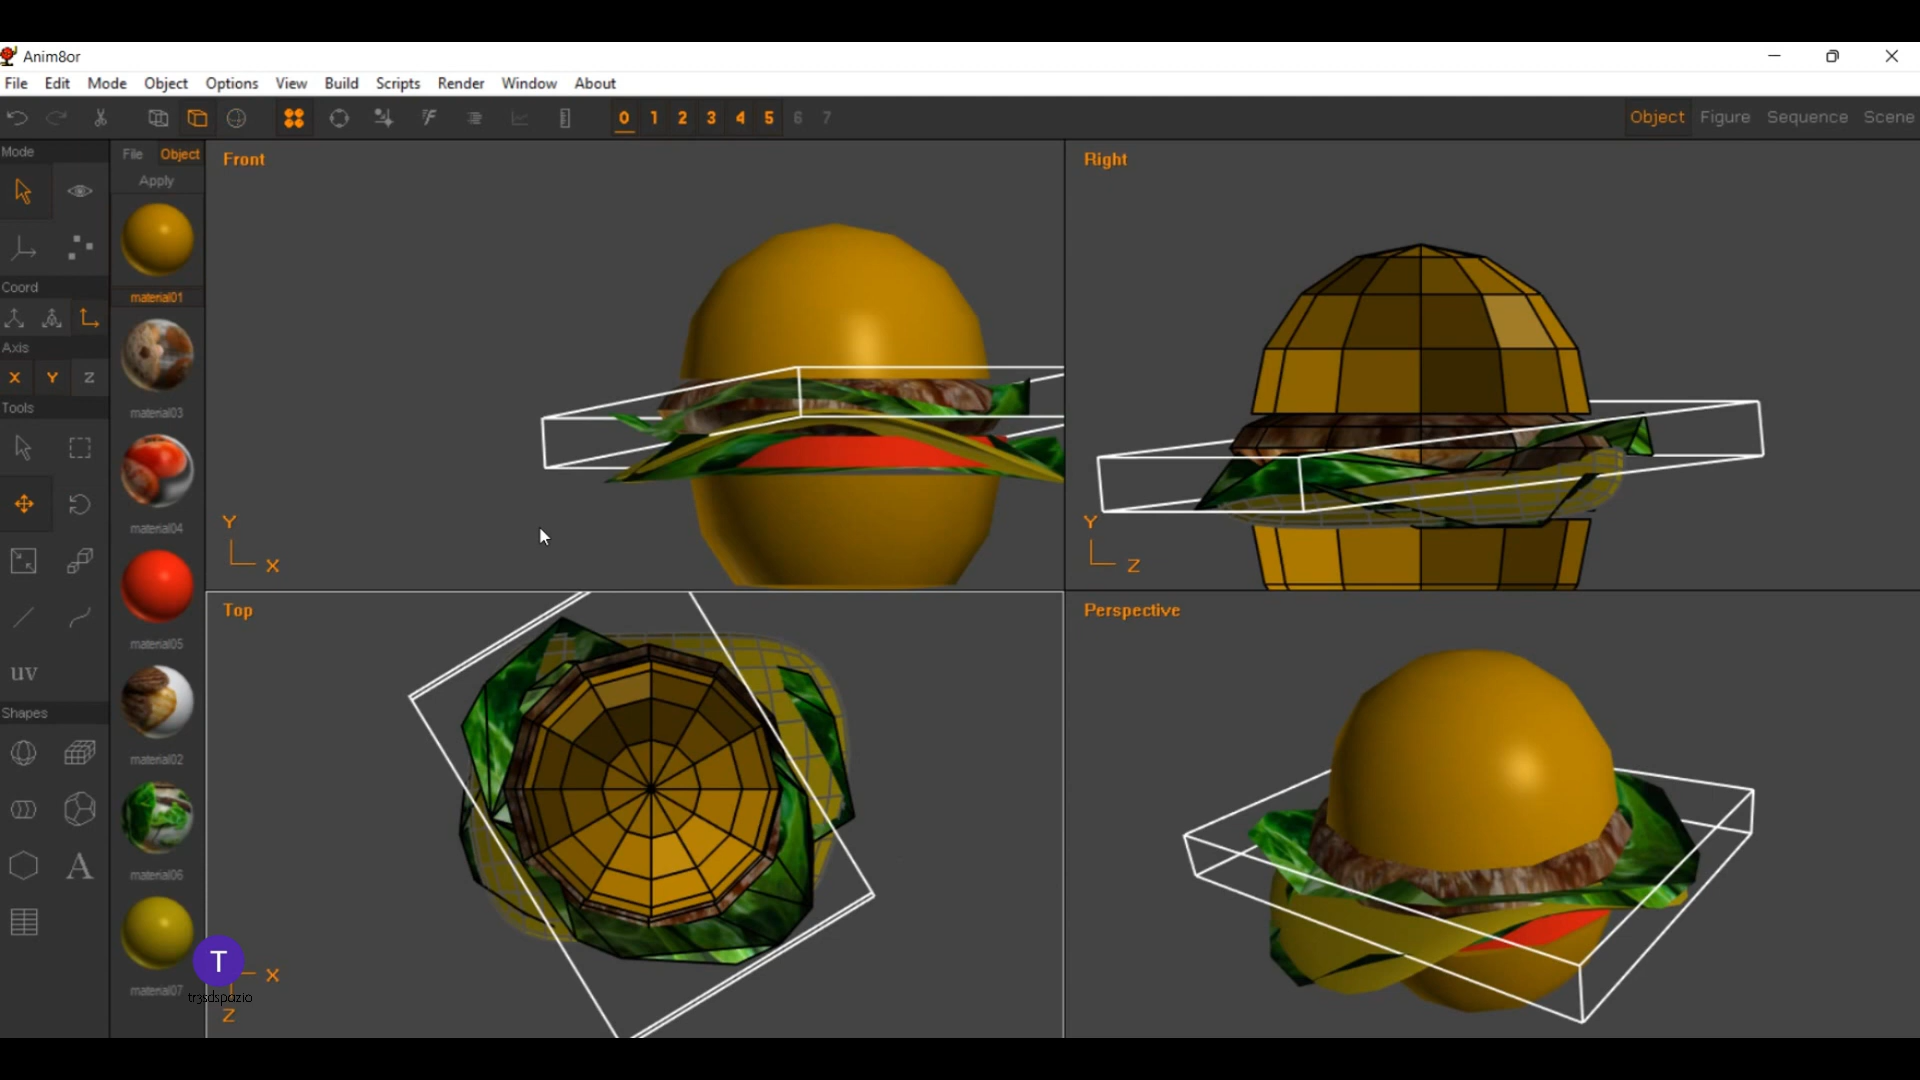 Anim8or
File Edit Mode Object Options View Build Scripts Render Window About
0 1 2 3 4 5 6 7
Object Figure Sequence Scene
Mode
File Object
Apply
material01
Coord
Axis
X Y Z
Tools
material03
material04
material05
uv
Shapes
material02
A
material06
material07
Front
Y
X
Right
Y
Z
Top
X
Z
Perspective
T
tr3sdspazio